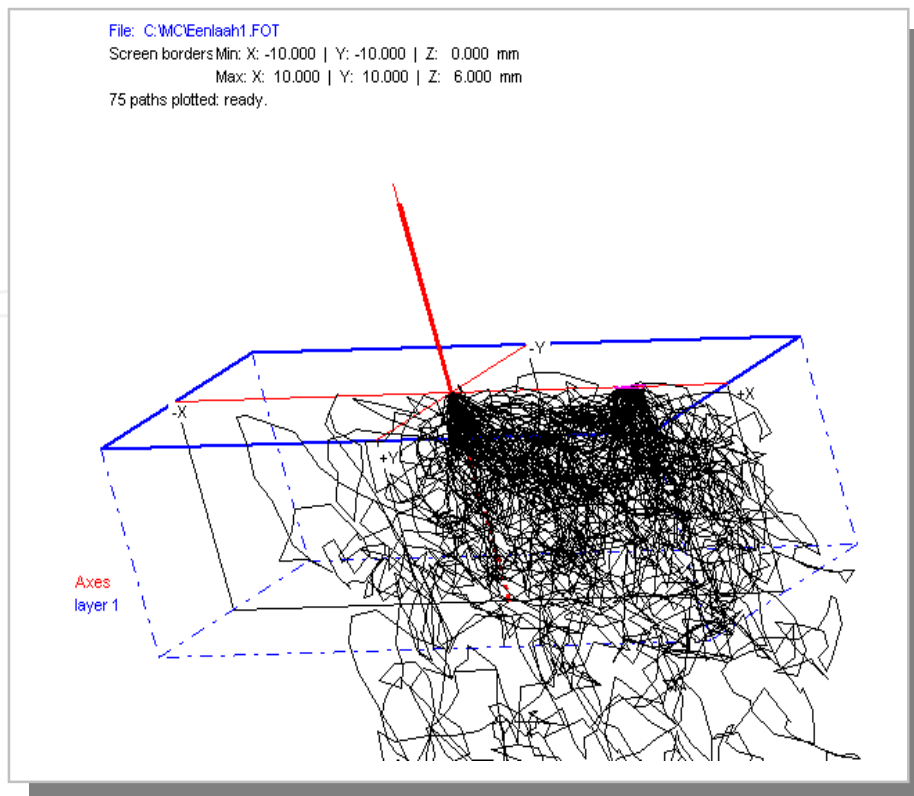 File: C:\MC\Eenlaah1.FOT
Screen borders Min: X: -10.000 | Y: -10.000 | Z: 0.000 mm
Max: X: 10.000 | Y: 10.000 | Z: 6.000 mm
75 paths plotted: ready.
-Y
-X
+X
+Y
Axes
layer 1